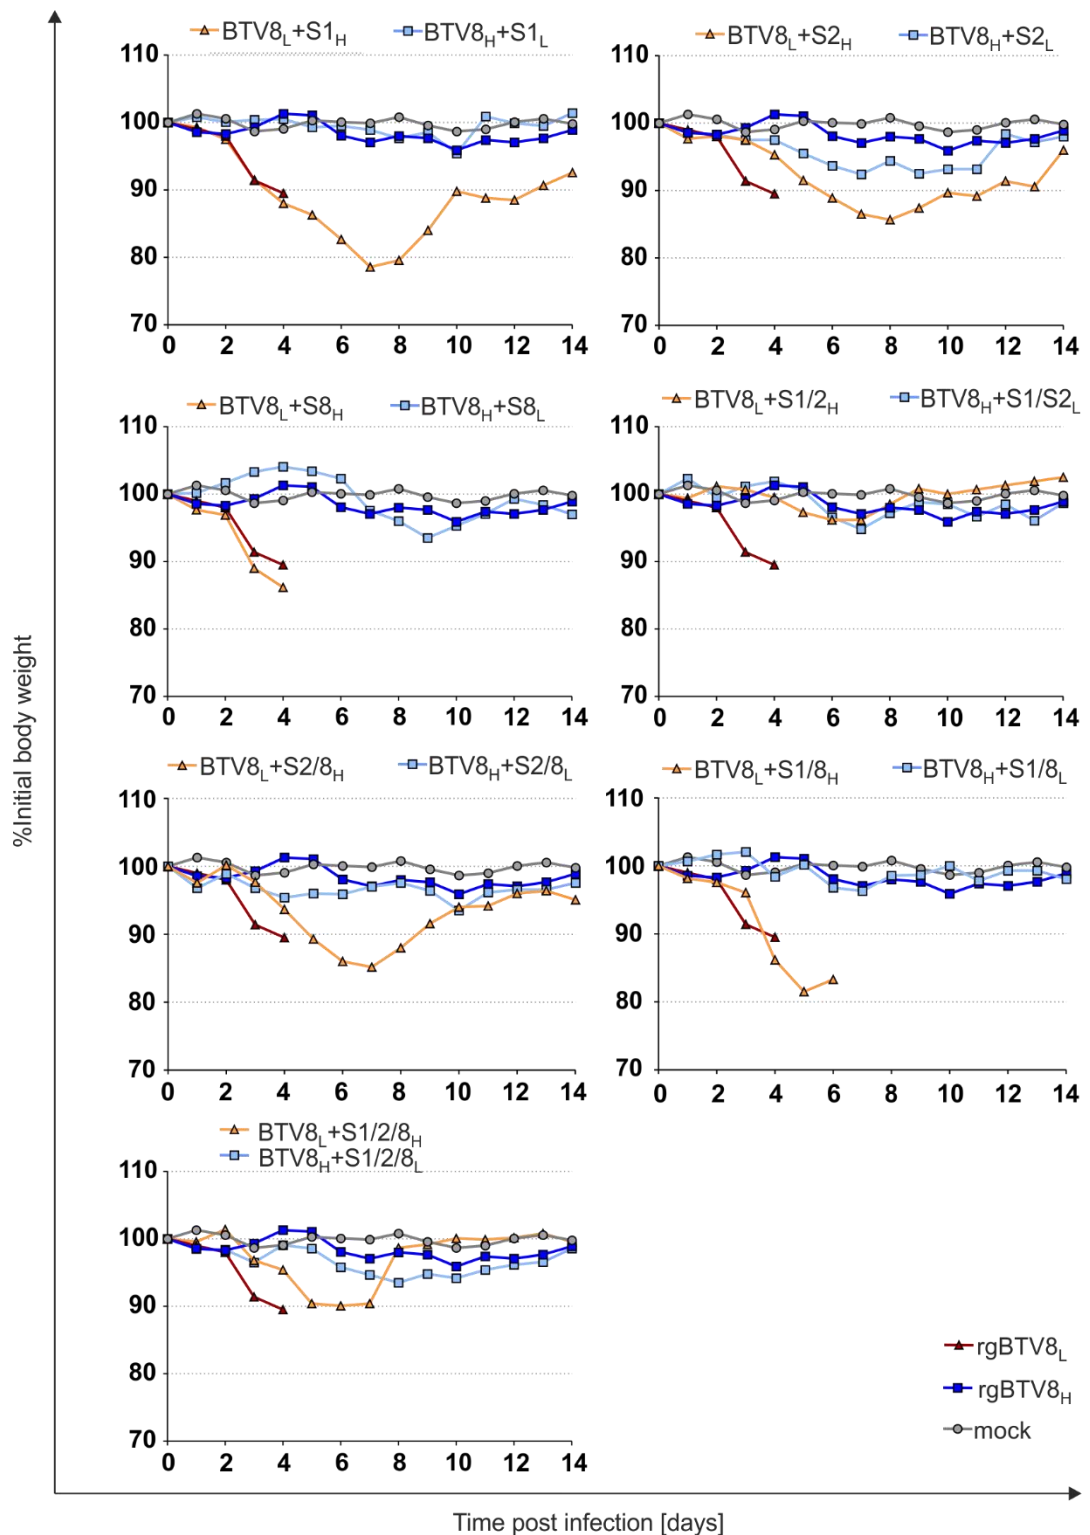 BTV8L+S1H BTV8H+S1L
110
100
90
80
70
0 2 4 6 8 10 12 14
BTV8L+S2H BTV8H+S2L
110
100
90
80
70
0 2 4 6 8 10 12 14
BTV8L+S8H BTV8H+S8L
110
100
90
80
70
0 2 4 6 8 10 12 14
BTV8L+S1/2H BTV8H+S1/S2L
110
100
90
80
70
0 2 4 6 8 10 12 14
BTV8L+S2/8H BTV8H+S2/8L
110
100
90
80
70
0 2 4 6 8 10 12 14
BTV8L+S1/8H BTV8H+S1/8L
110
100
90
80
70
0 2 4 6 8 10 12 14
BTV8L+S1/2/8H
BTV8H+S1/2/8L
110
100
90
80
70
0 2 4 6 8 10 12 14
rgBTV8L
rgBTV8H
mock
%Initial body weight
Time post infection [days]